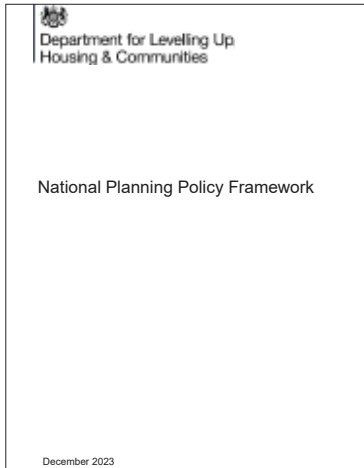 Department for Levelling Up
Housing & Communities
National Planning Policy Framework
December 2023